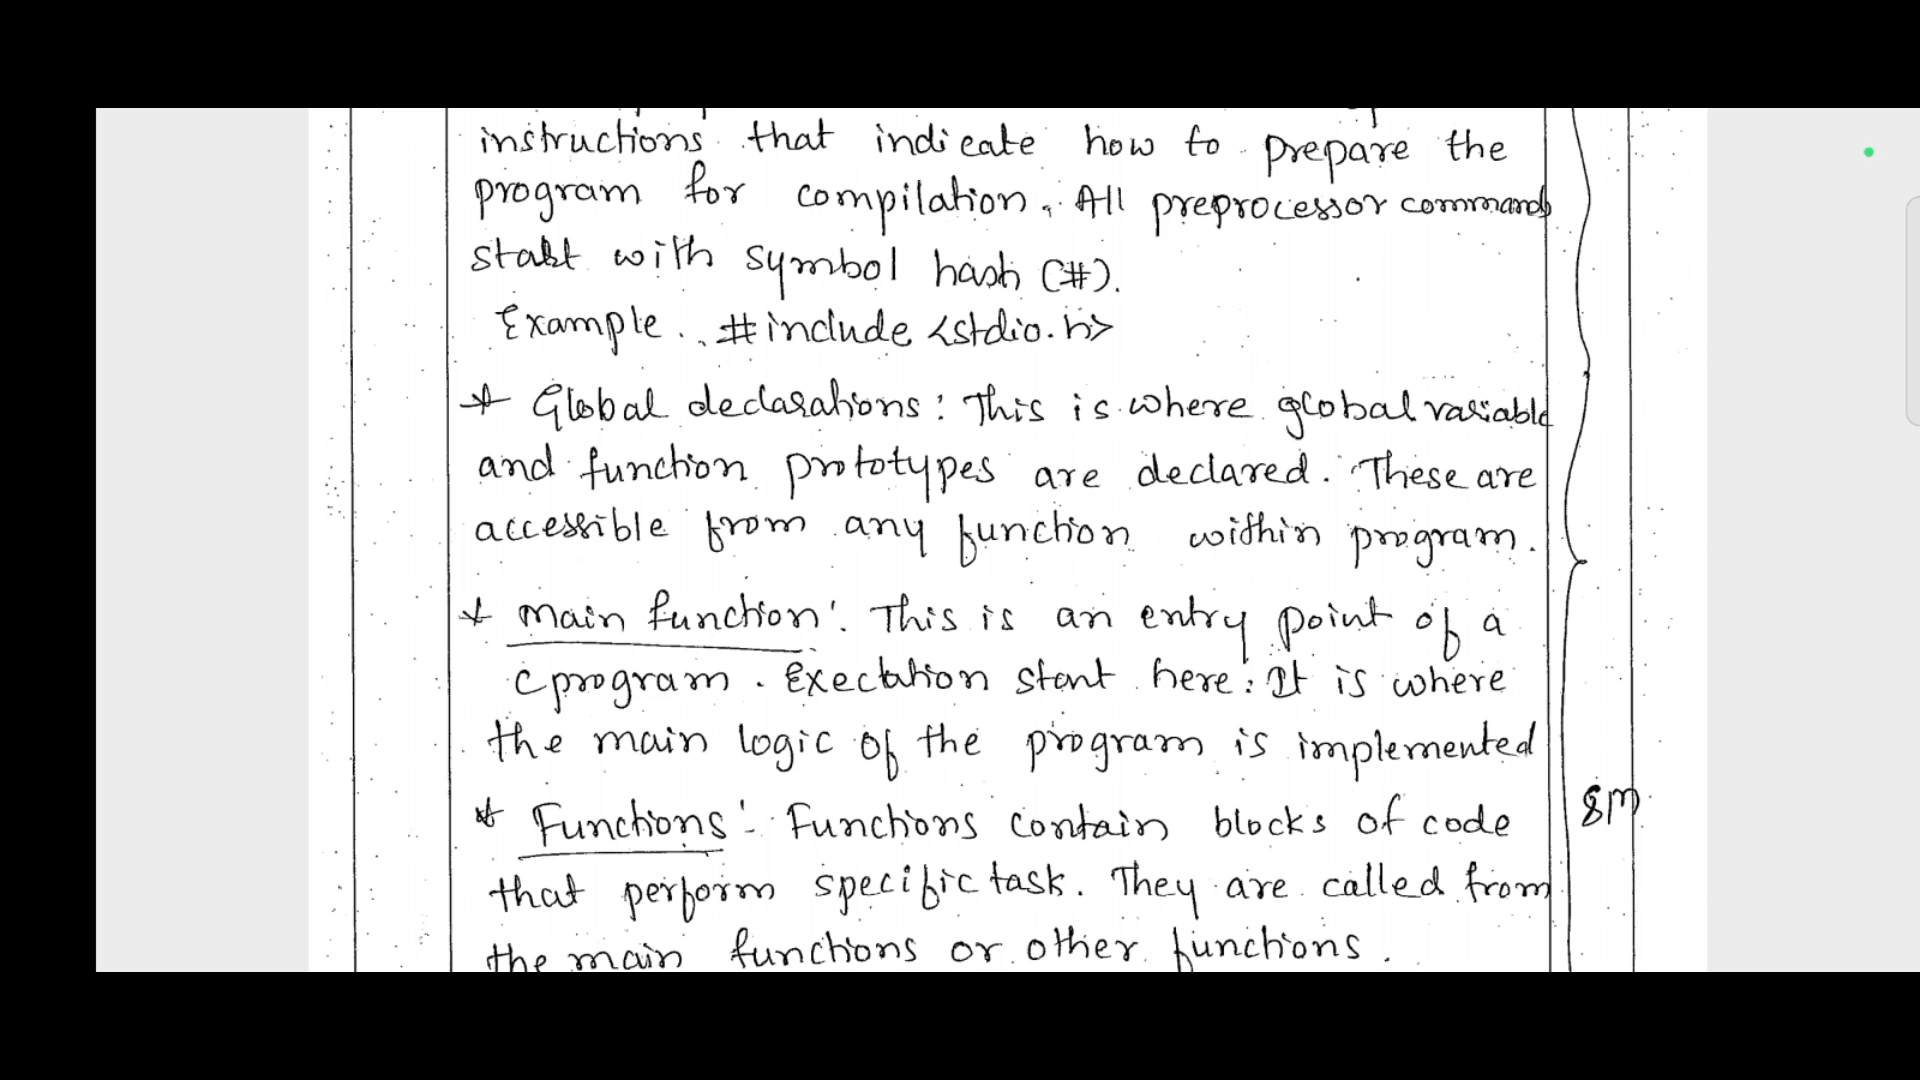 instructions that indicate how to prepare the
program for compilation. All preprocessor commands
start with symbol hash (#).
Example. #include <stdio.h>
* Global declarations: This is where global variable
and function prototypes are declared. These are
accessible from any function within program.
* main function: This is an entry point of a
c program. Exectution start here. It is where
the main logic of the program is implemented
* Functions:- Functions contain blocks of code
8M
that perform specific task. They are called from
the main functions or other functions.